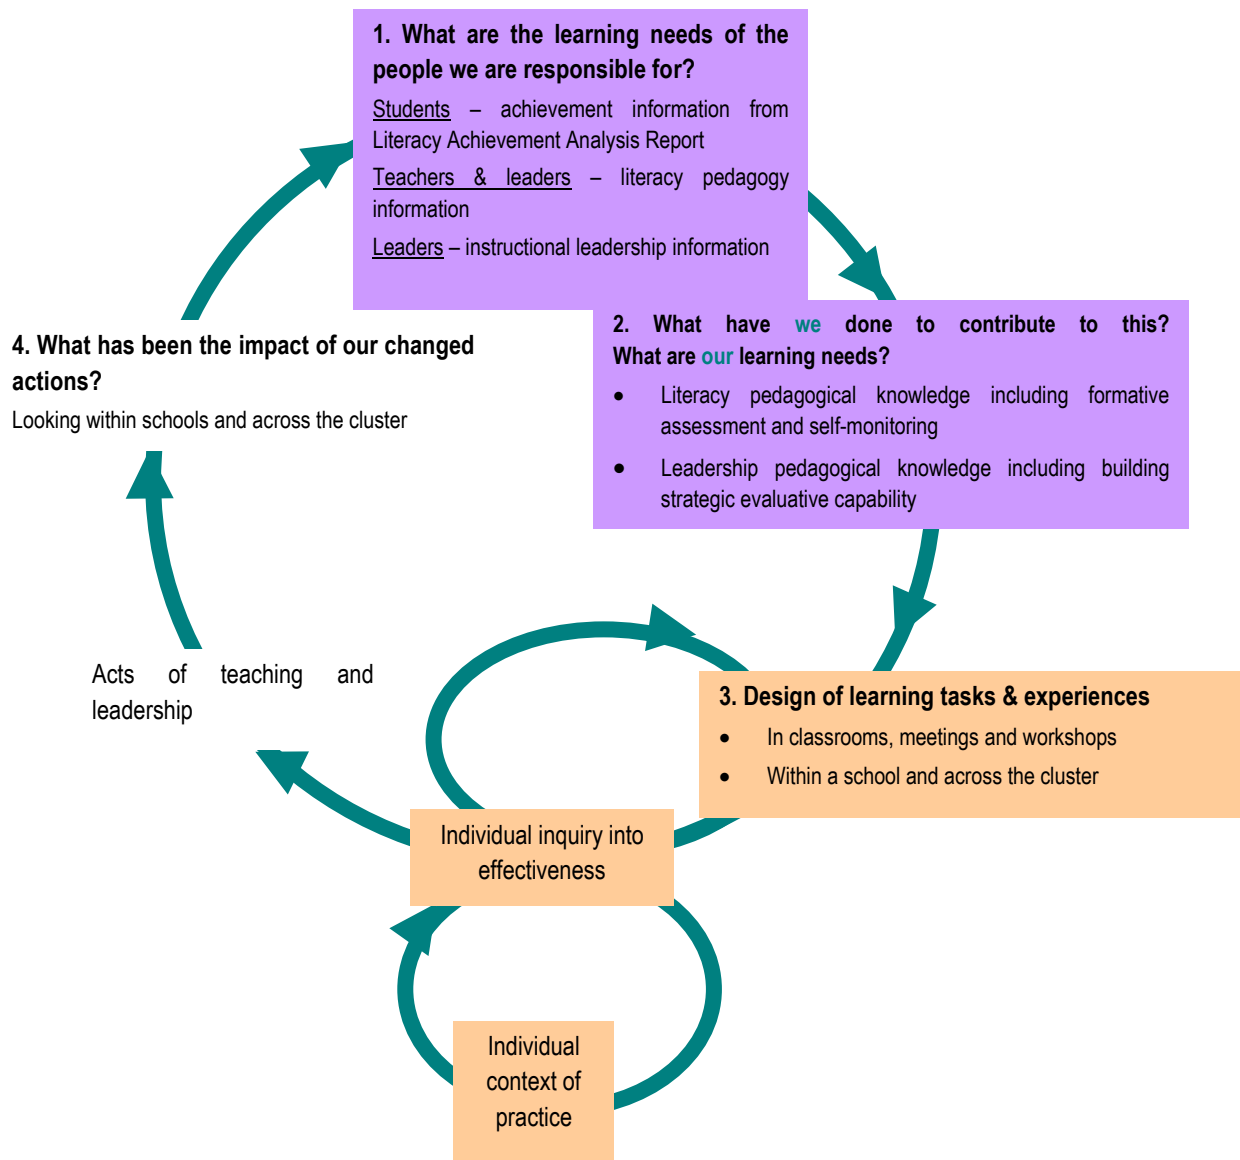 1. What are the learning needs of the
people we are responsible for?
Students – achievement information from
Literacy Achievement Analysis Report
Teachers & leaders – literacy pedagogy
information
Leaders – instructional leadership information
2. What have we done to contribute to this?
What are our learning needs?
• Literacy pedagogical knowledge including formative
assessment and self-monitoring
• Leadership pedagogical knowledge including building
strategic evaluative capability
3. Design of learning tasks & experiences
• In classrooms, meetings and workshops
• Within a school and across the cluster
Individual inquiry into
effectiveness
Individual
context of
practice
Acts of teaching and
leadership
4. What has been the impact of our changed
actions?
Looking within schools and across the cluster